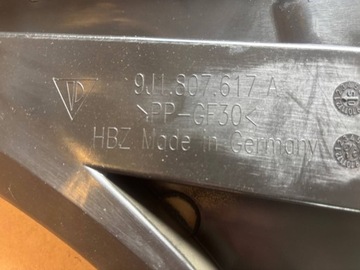 9J1.807.617 A
>PP-GF30<
HBZ Made in Germany